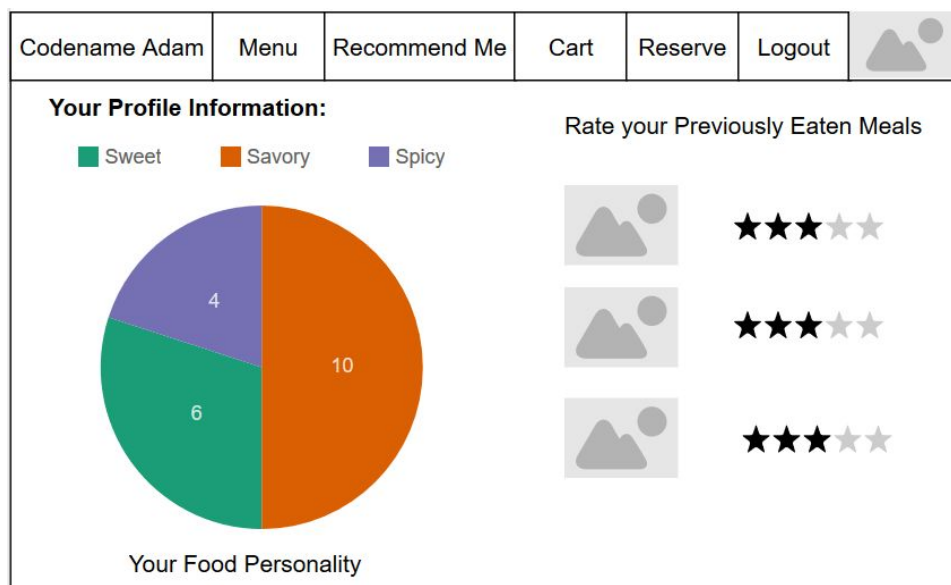 Codename Adam Menu Recommend Me Cart Reserve Logout
Your Profile Information:
Sweet Savory Spicy
4
10
6
Your Food Personality
Rate your Previously Eaten Meals